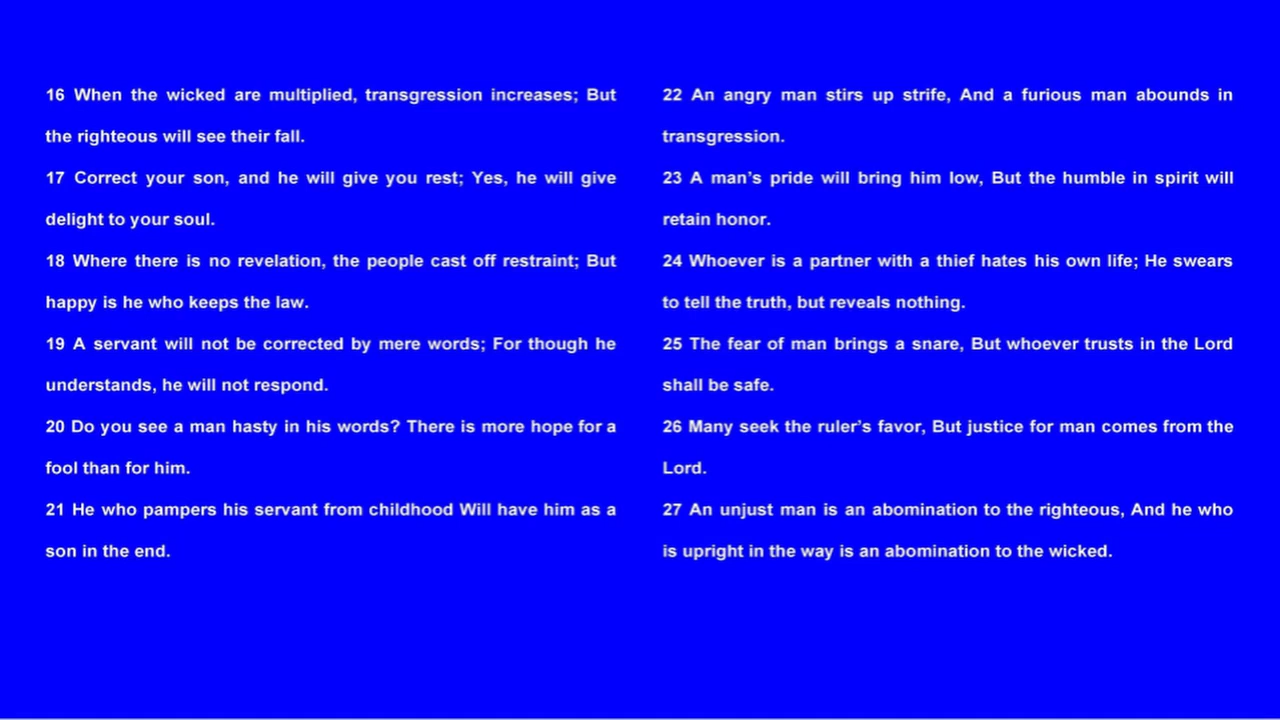 16 When the wicked are multiplied, transgression increases; But
the righteous will see their fall.
17 Correct your son, and he will give you rest; Yes, he will give
delight to your soul.
18 Where there is no revelation, the people cast off restraint; But
happy is he who keeps the law.
19 A servant will not be corrected by mere words; For though he
understands, he will not respond.
20 Do you see a man hasty in his words? There is more hope for a
fool than for him.
21 He who pampers his servant from childhood Will have him as a
son in the end.
22 An angry man stirs up strife, And a furious man abounds in
transgression.
23 A man’s pride will bring him low, But the humble in spirit will
retain honor.
24 Whoever is a partner with a thief hates his own life; He swears
to tell the truth, but reveals nothing.
25 The fear of man brings a snare, But whoever trusts in the Lord
shall be safe.
26 Many seek the ruler’s favor, But justice for man comes from the
Lord.
27 An unjust man is an abomination to the righteous, And he who
is upright in the way is an abomination to the wicked.